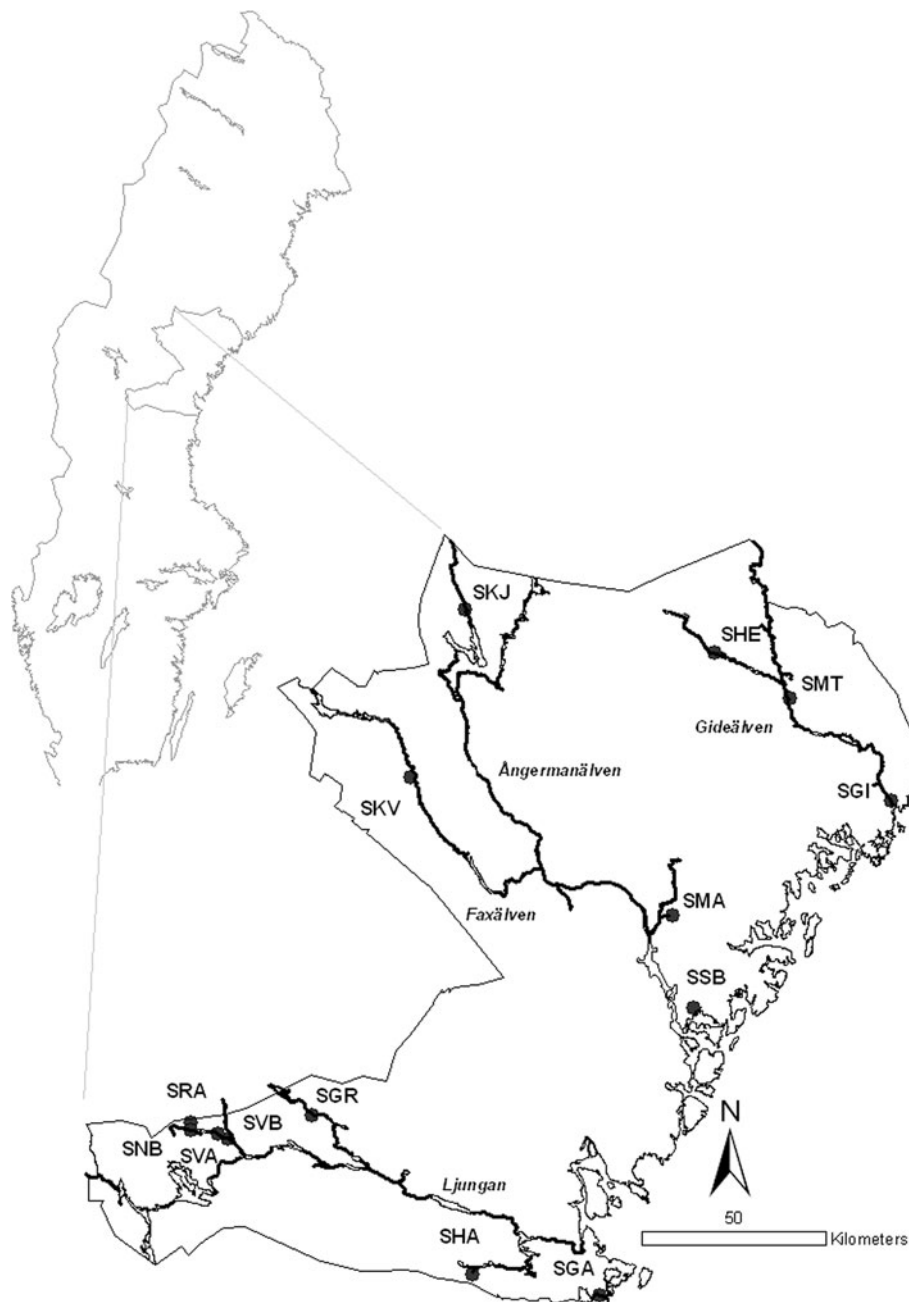 SKJ
SHE
SMT
Gideälven
Ångermanälven
SKV
SGI
Faxälven
SMA
SSB
SRA
SGR
SVB
SNB
SVA
N
Ljungan
50
Kilometers
SHA
SGA